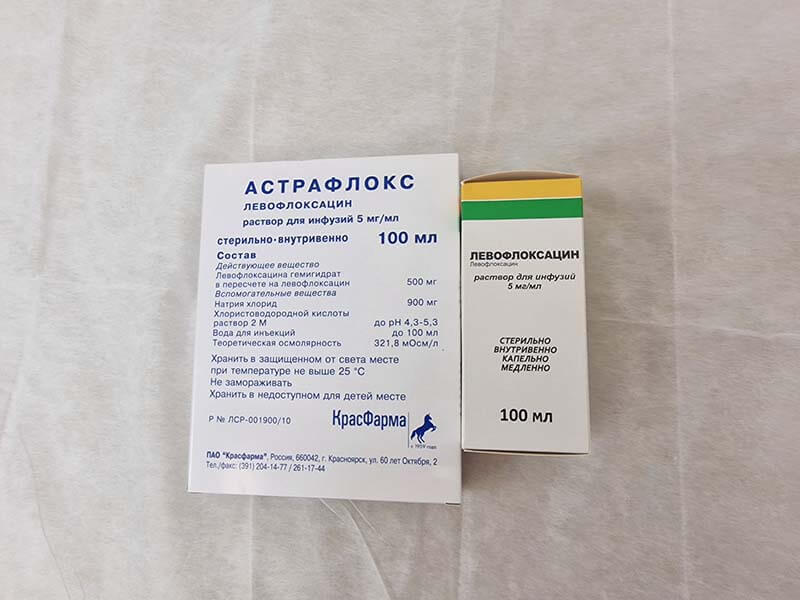 АСТРАФЛОКС
ЛЕВОФЛОКСАЦИН
раствор для инфузий 5 мг/мл
стерильно·внутривенно 100 мл
Состав
Действующее вещество
Левофлоксацина гемигидрат
в пересчете на левофлоксацин 500 мг
Вспомогательные вещества
Натрия хлорид 900 мг
Хлористоводородной кислоты
раствор 2 М до pH 4,3-5,3
Вода для инъекций до 100 мл
Теоретическая осмолярность 321,8 мОсм/л
Хранить в защищенном от света месте
при температуре не выше 25 °С
Не замораживать
Хранить в недоступном для детей месте
Р № ЛСР-001900/10
КрасФарма
с 1959 года
ПАО "Красфарма", Россия, 660042, г. Красноярск, ул. 60 лет Октября, 2
Тел./факс: (391) 204-14-77 / 261-17-44
ЛЕВОФЛОКСАЦИН
Левофлоксацин
раствор для инфузий
5 мг/мл
СТЕРИЛЬНО
ВНУТРИВЕННО
КАПЕЛЬНО
МЕДЛЕННО
100 мл